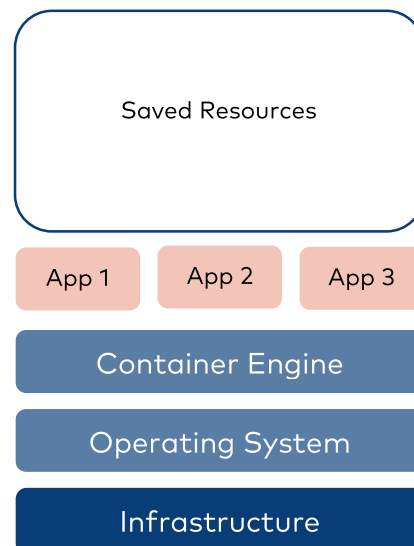 Saved Resources
App 1 App 2 App 3
Container Engine
Operating System
Infrastructure